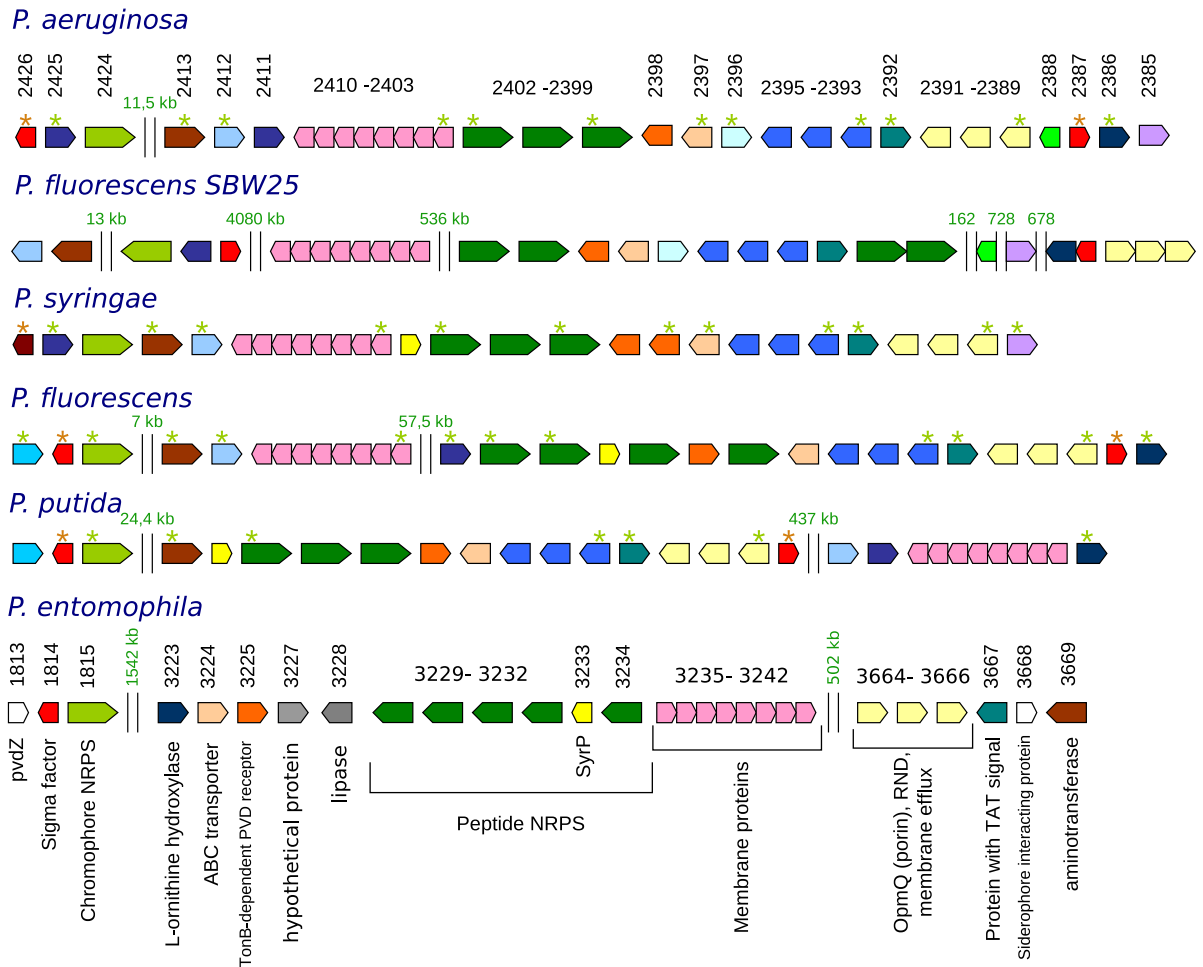 P. aeruginosa
2426 2425 2424 11,5 kb 2413 2412 2411 2410 -2403 2402 -2399 2398 2397 2396 2395 -2393 2392 2391 -2389 2388 2387 2386 2385
* * * * * * * * * * * * * * *
P. fluorescens SBW25
13 kb 4080 kb 536 kb 162 728 678
P. syringae
* * * * * * * * * * * * *
P. fluorescens
7 kb 57,5 kb
* * * * * * * * * * * * * *
P. putida
24,4 kb 437 kb
* * * * * * * * *
P. entomophila
1813 1814 1815 1542 kb 3223 3224 3225 3227 3228 3229- 3232 3233 3234 3235- 3242 502 kb 3664- 3666 3667 3668 3669
pvdZ
Sigma factor
Chromophore NRPS
L-ornithine hydroxylase
ABC transporter
TonB-dependent PVD receptor
hypothetical protein
lipase
SyrP
Peptide NRPS
Membrane proteins
OpmQ (porin), RND,
membrane efflux
Protein with TAT signal
Siderophore interacting protein
aminotransferase